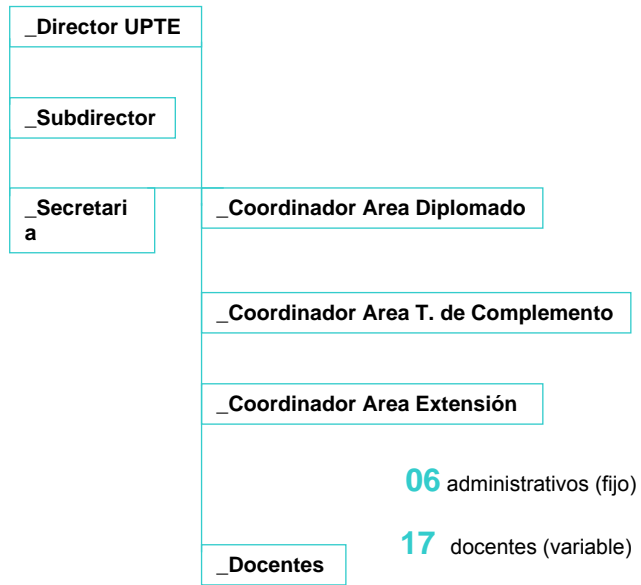 _Director UPTE
_Subdirector
_Secretari
a
_Coordinador Area Diplomado
_Coordinador Area T. de Complemento
_Coordinador Area Extensión
06 administrativos (fijo)
17 docentes (variable)
_Docentes